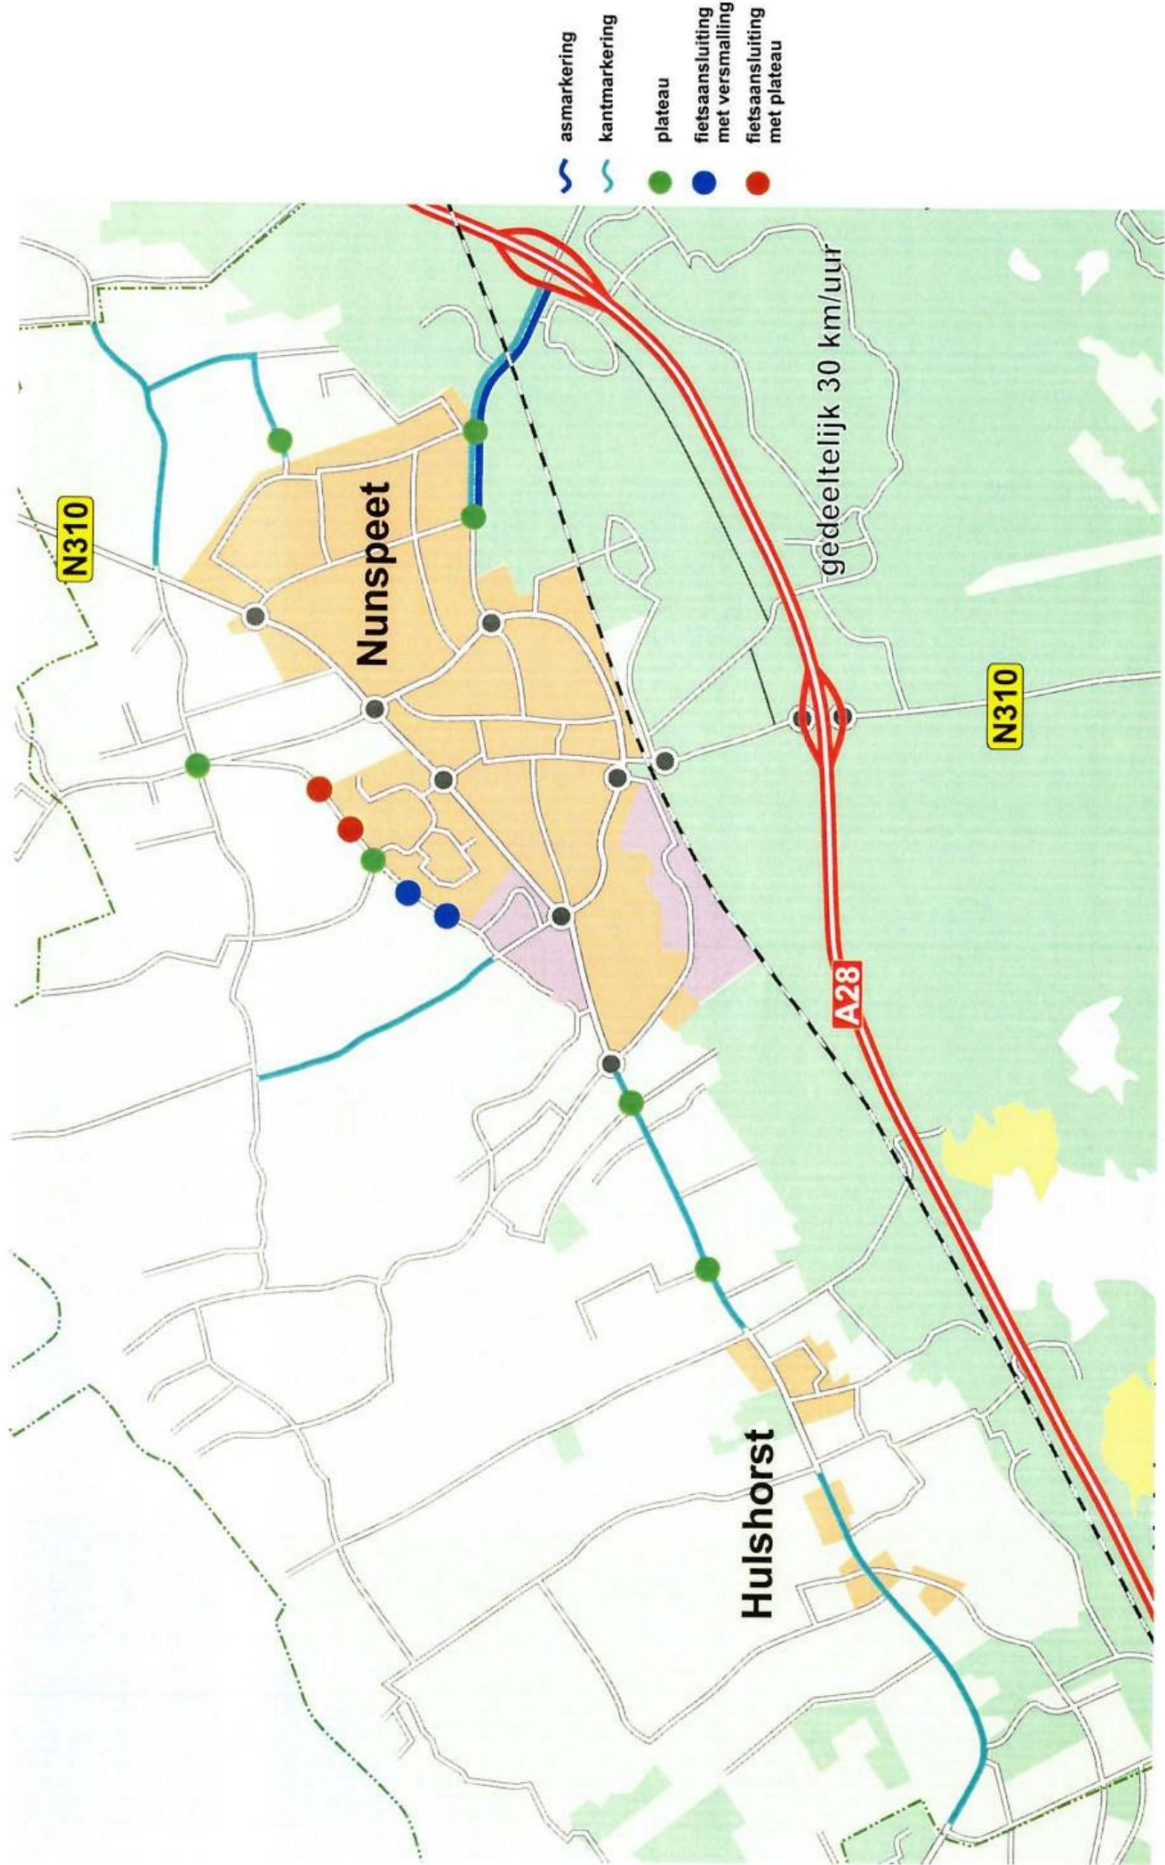 N310
Nunspeet
gedeeltelijk 30 km/uur
N310
A28
Hulshorst
asmarkering
kantmarkering
plateau
fietsaansluiting
met versmalling
fietsaansluiting
met plateau